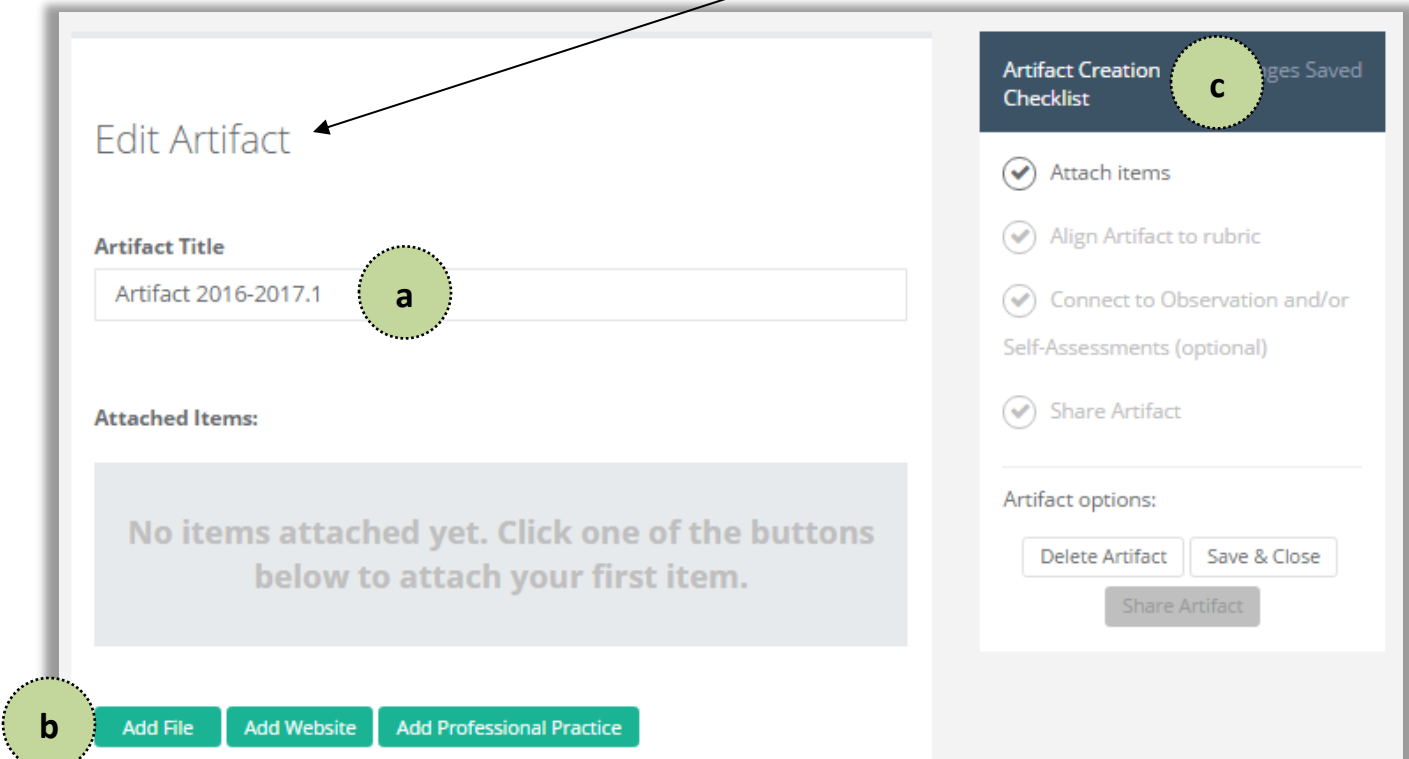 Edit Artifact
Artifact Title
Artifact 2016-2017.1
a
Attached Items:
No items attached yet. Click one of the buttons
below to attach your first item.
b
Add File
Add Website
Add Professional Practice
Artifact Creation
Checklist
c
Saved
Attach items
Align Artifact to rubric
Connect to Observation and/or
Self-Assessments (optional)
Share Artifact
Artifact options:
Delete Artifact
Save & Close
Share Artifact